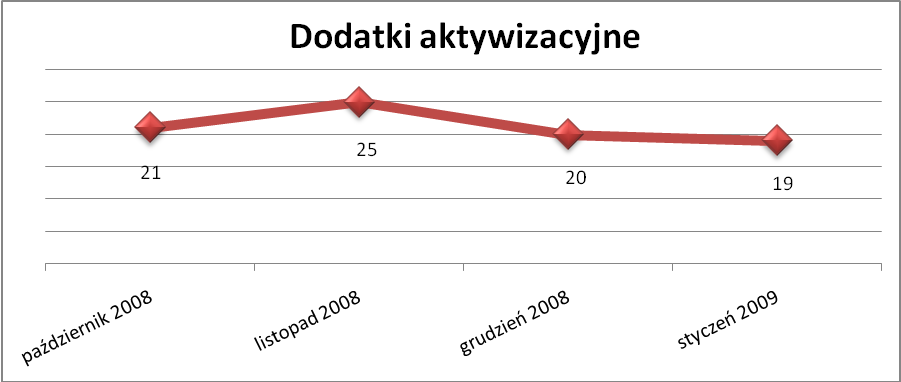 Dodatki aktywizacyjne
21
25
20
19
październik 2008
listopad 2008
grudzień 2008
styczeń 2009